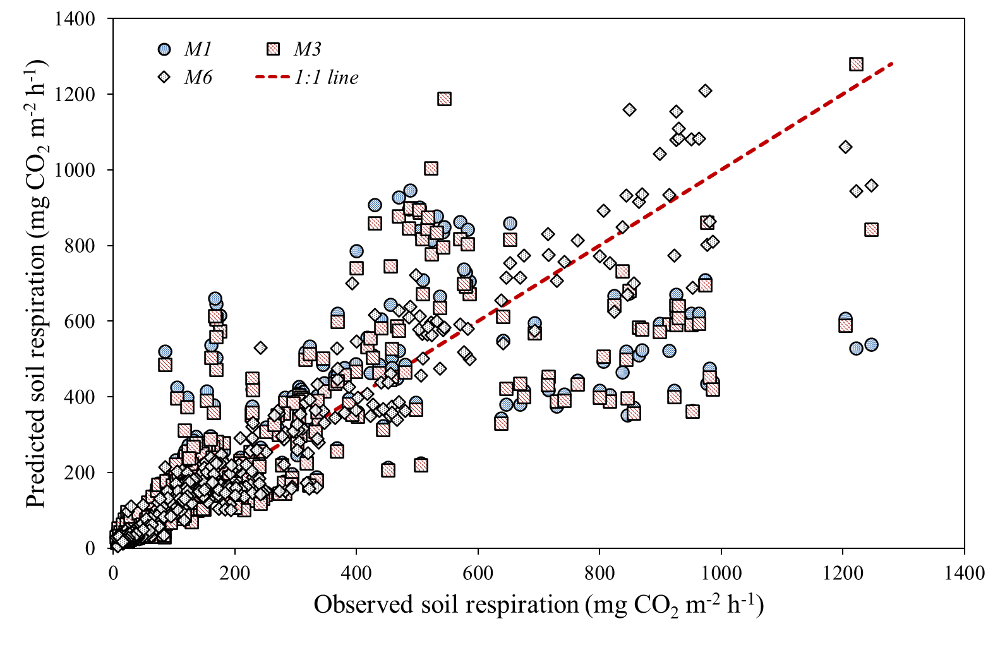 1400
1200
1000
800
600
400
200
0
M1
M3
M6
1:1 line
0 200 400 600 800 1000 1200 1400
Predicted soil respiration (mg CO₂ m⁻² h⁻¹)
Observed soil respiration (mg CO₂ m⁻² h⁻¹)